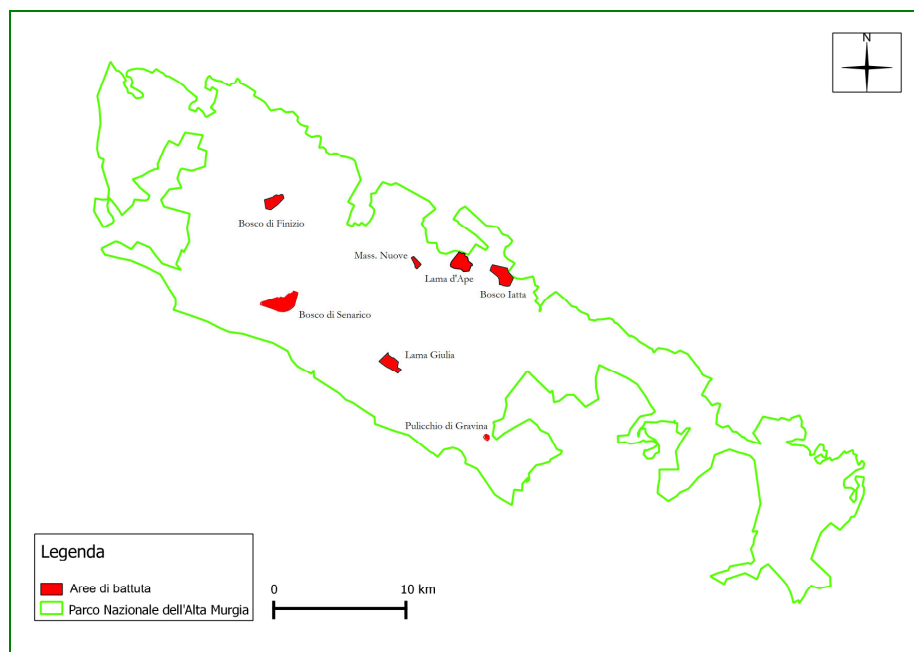 N
Bosco di Finizio
Mass. Nuove
Lama d'Ape
Bosco Iatta
Bosco di Senarico
Lama Giulia
Pulicchio di Gravina
Legenda
Aree di battuta
Parco Nazionale dell'Alta Murgia
0 10 km